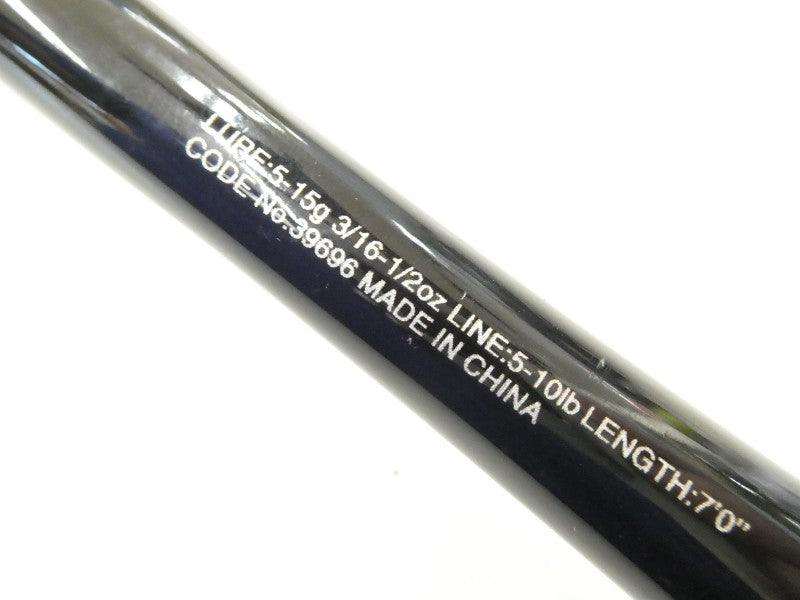 LURE:5-15g 3/16-1/2oz LINE:5-10lb LENGTH:7'0"
CODE No.39696 MADE IN CHINA